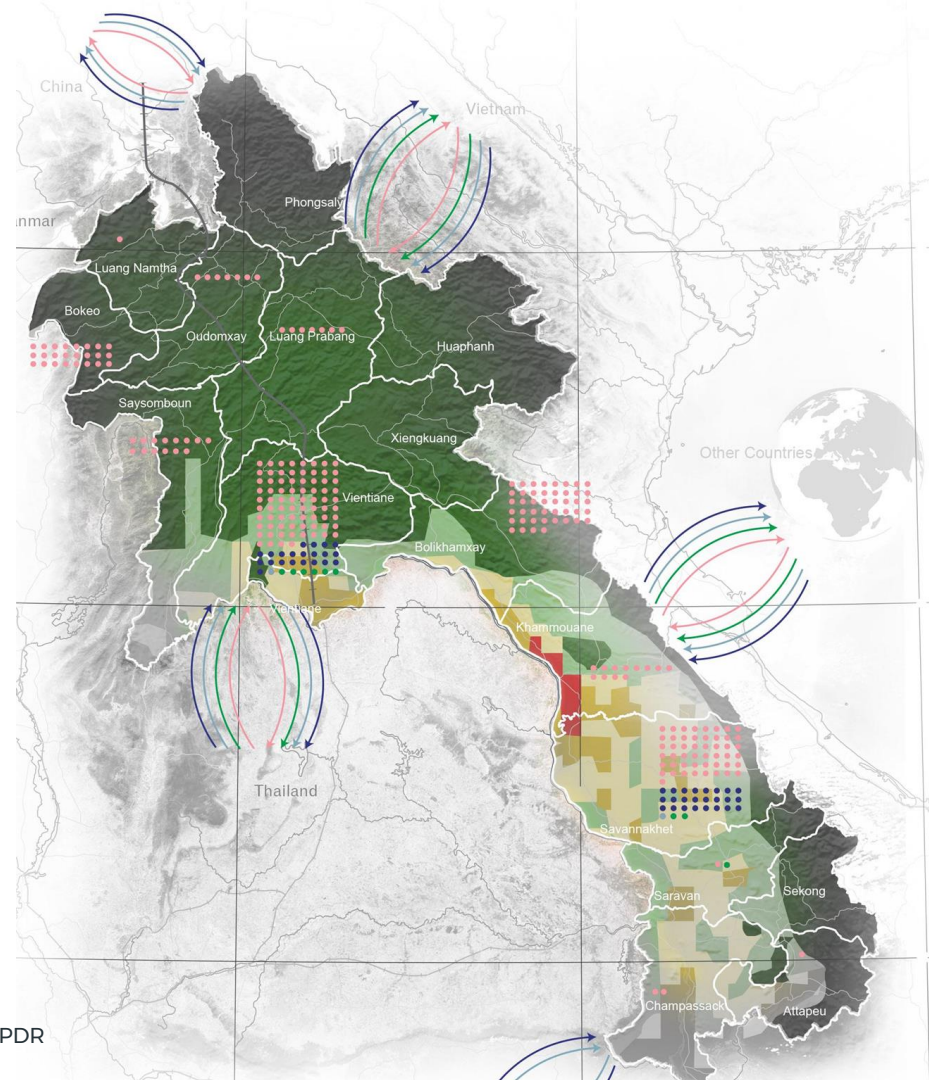 China
Vietnam
Phongsaly
nmar
Luang Namtha
Bokeo
Oudomxay
Luang Prabang
Huaphanh
Saysomboun
Xiengkuang
Other Countries
Vientiane
Bolikhamxay
Vientiane
Khammouane
Thailand
Savannakhet
Saravan
Sekong
Champassack
Attapeu
PDR